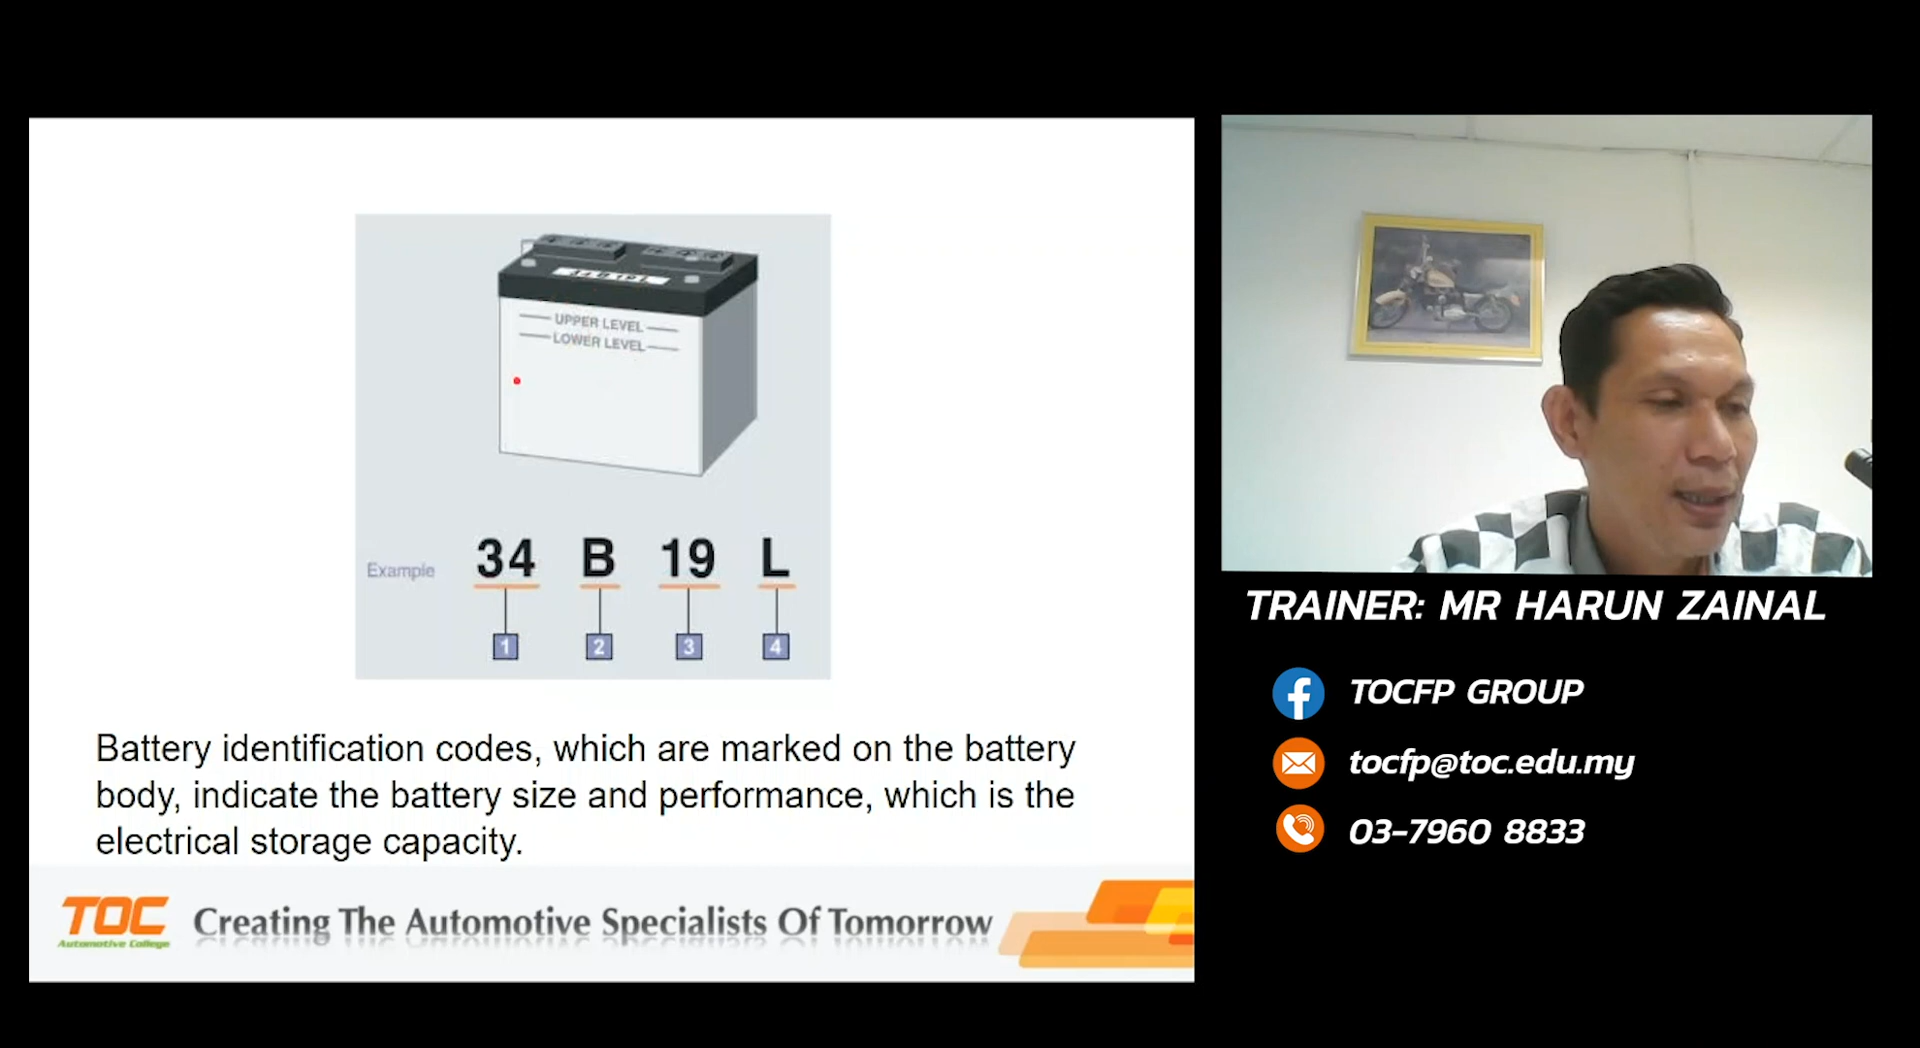 UPPER LEVEL
LOWER LEVEL
Example
34 B 19 L
1 2 3 4
Battery identification codes, which are marked on the battery
body, indicate the battery size and performance, which is the
electrical storage capacity.
TOC
Automotive College
Creating The Automotive Specialists Of Tomorrow
TRAINER: MR HARUN ZAINAL
TOCFP GROUP
tocfp@toc.edu.my
03-7960 8833